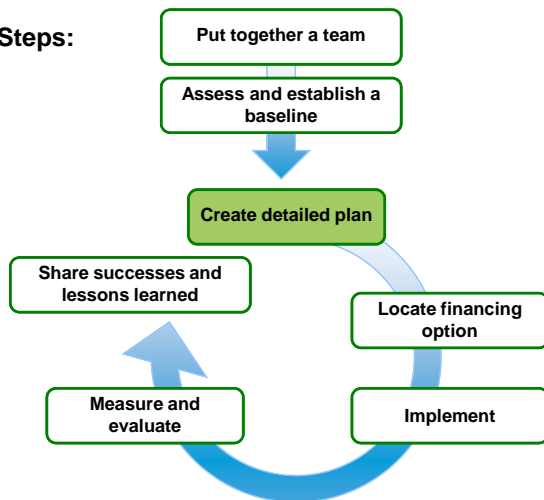 Steps:
Put together a team
Assess and establish a
baseline
Create detailed plan
Locate financing
option
Implement
Measure and
evaluate
Share successes and
lessons learned